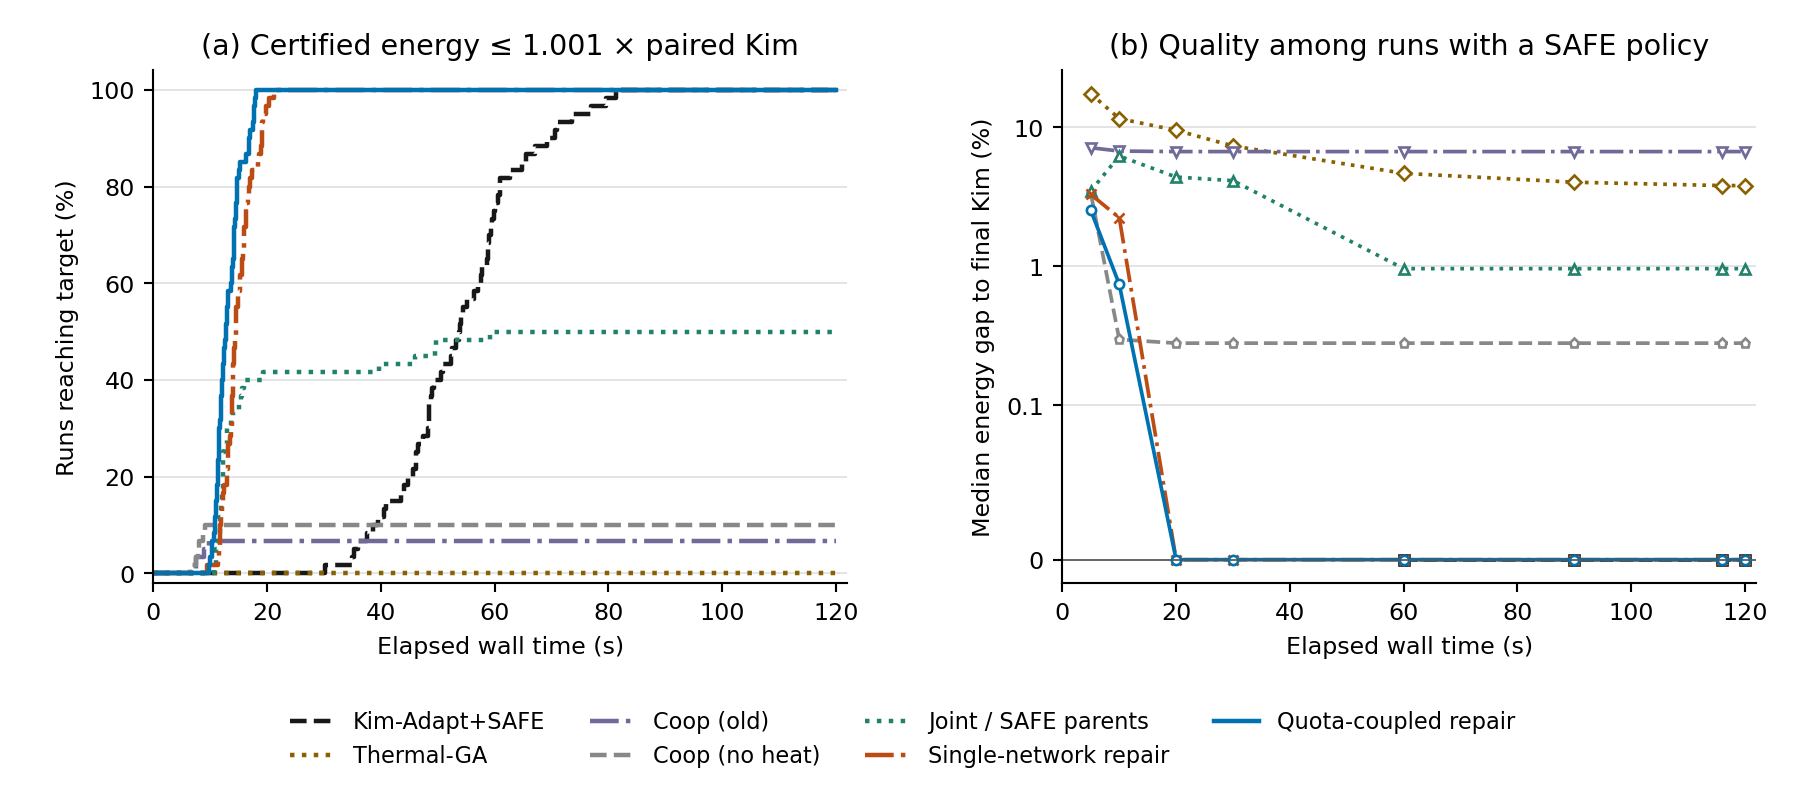 (a) Certified energy ≤ 1.001 × paired Kim
Runs reaching target (%)
100
80
60
40
20
0
0 20 40 60 80 100 120
Elapsed wall time (s)
(b) Quality among runs with a SAFE policy
Median energy gap to final Kim (%)
10
1
0.1
0
0 20 40 60 80 100 120
Elapsed wall time (s)
Kim-Adapt+SAFE
Thermal-GA
Coop (old)
Coop (no heat)
Joint / SAFE parents
Single-network repair
Quota-coupled repair